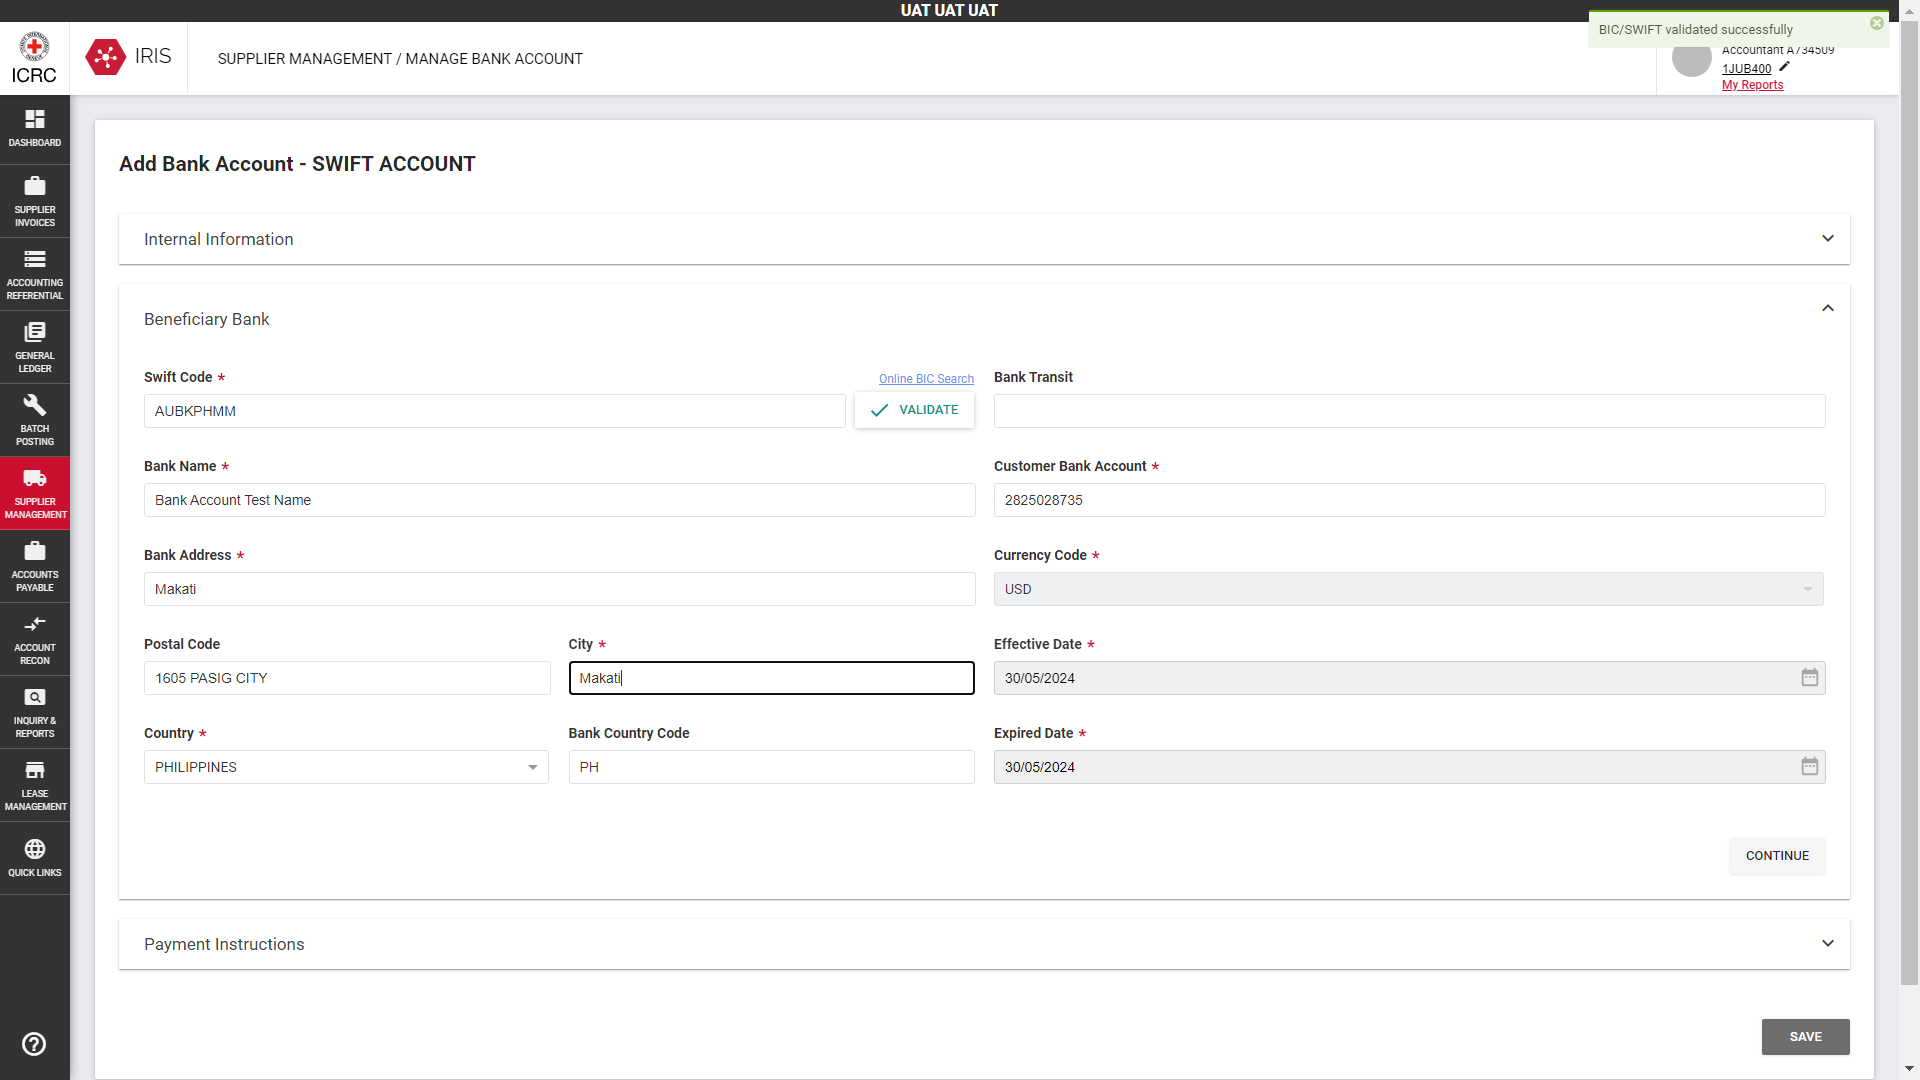 UAT UAT UAT
BIC/SWIFT validated successfully
ICRC
IRIS
SUPPLIER MANAGEMENT / MANAGE BANK ACCOUNT
Accountant A734509
1JUB400
My Reports
DASHBOARD
SUPPLIER
INVOICES
ACCOUNTING
REFERENTIAL
GENERAL
LEDGER
BATCH
POSTING
SUPPLIER
MANAGEMENT
ACCOUNTS
PAYABLE
ACCOUNT
RECON
INQUIRY &
REPORTS
LEASE
MANAGEMENT
QUICK LINKS
Add Bank Account - SWIFT ACCOUNT
Internal Information
Beneficiary Bank
Swift Code *
Online BIC Search
AUBKPHMM
VALIDATE
Bank Transit
Bank Name *
Bank Account Test Name
Customer Bank Account *
2825028735
Bank Address *
Makati
Currency Code *
USD
Postal Code
1605 PASIG CITY
City *
Makati
Effective Date *
30/05/2024
Country *
PHILIPPINES
Bank Country Code
PH
Expired Date *
30/05/2024
CONTINUE
Payment Instructions
SAVE